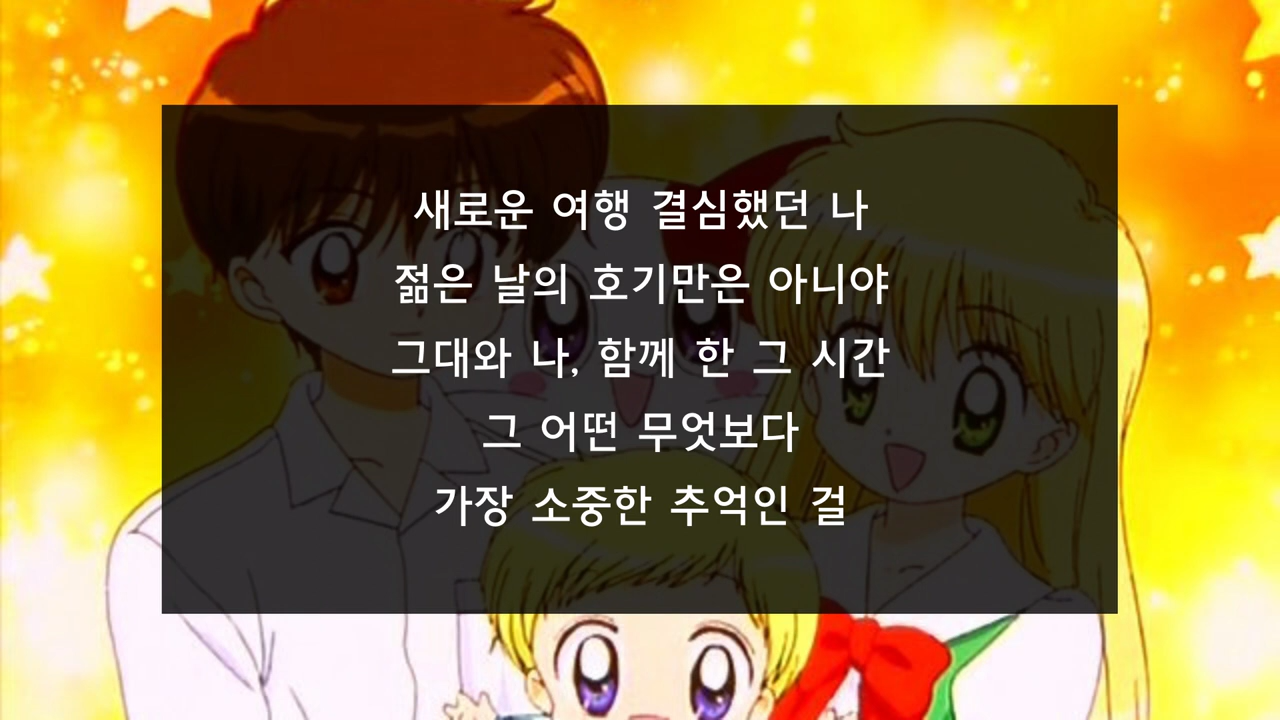 새로운 여행 결심했던 나
젊은 날의 호기만은 아니야
그대와 나, 함께 한 그 시간
그 어떤 무엇보다
가장 소중한 추억인 걸